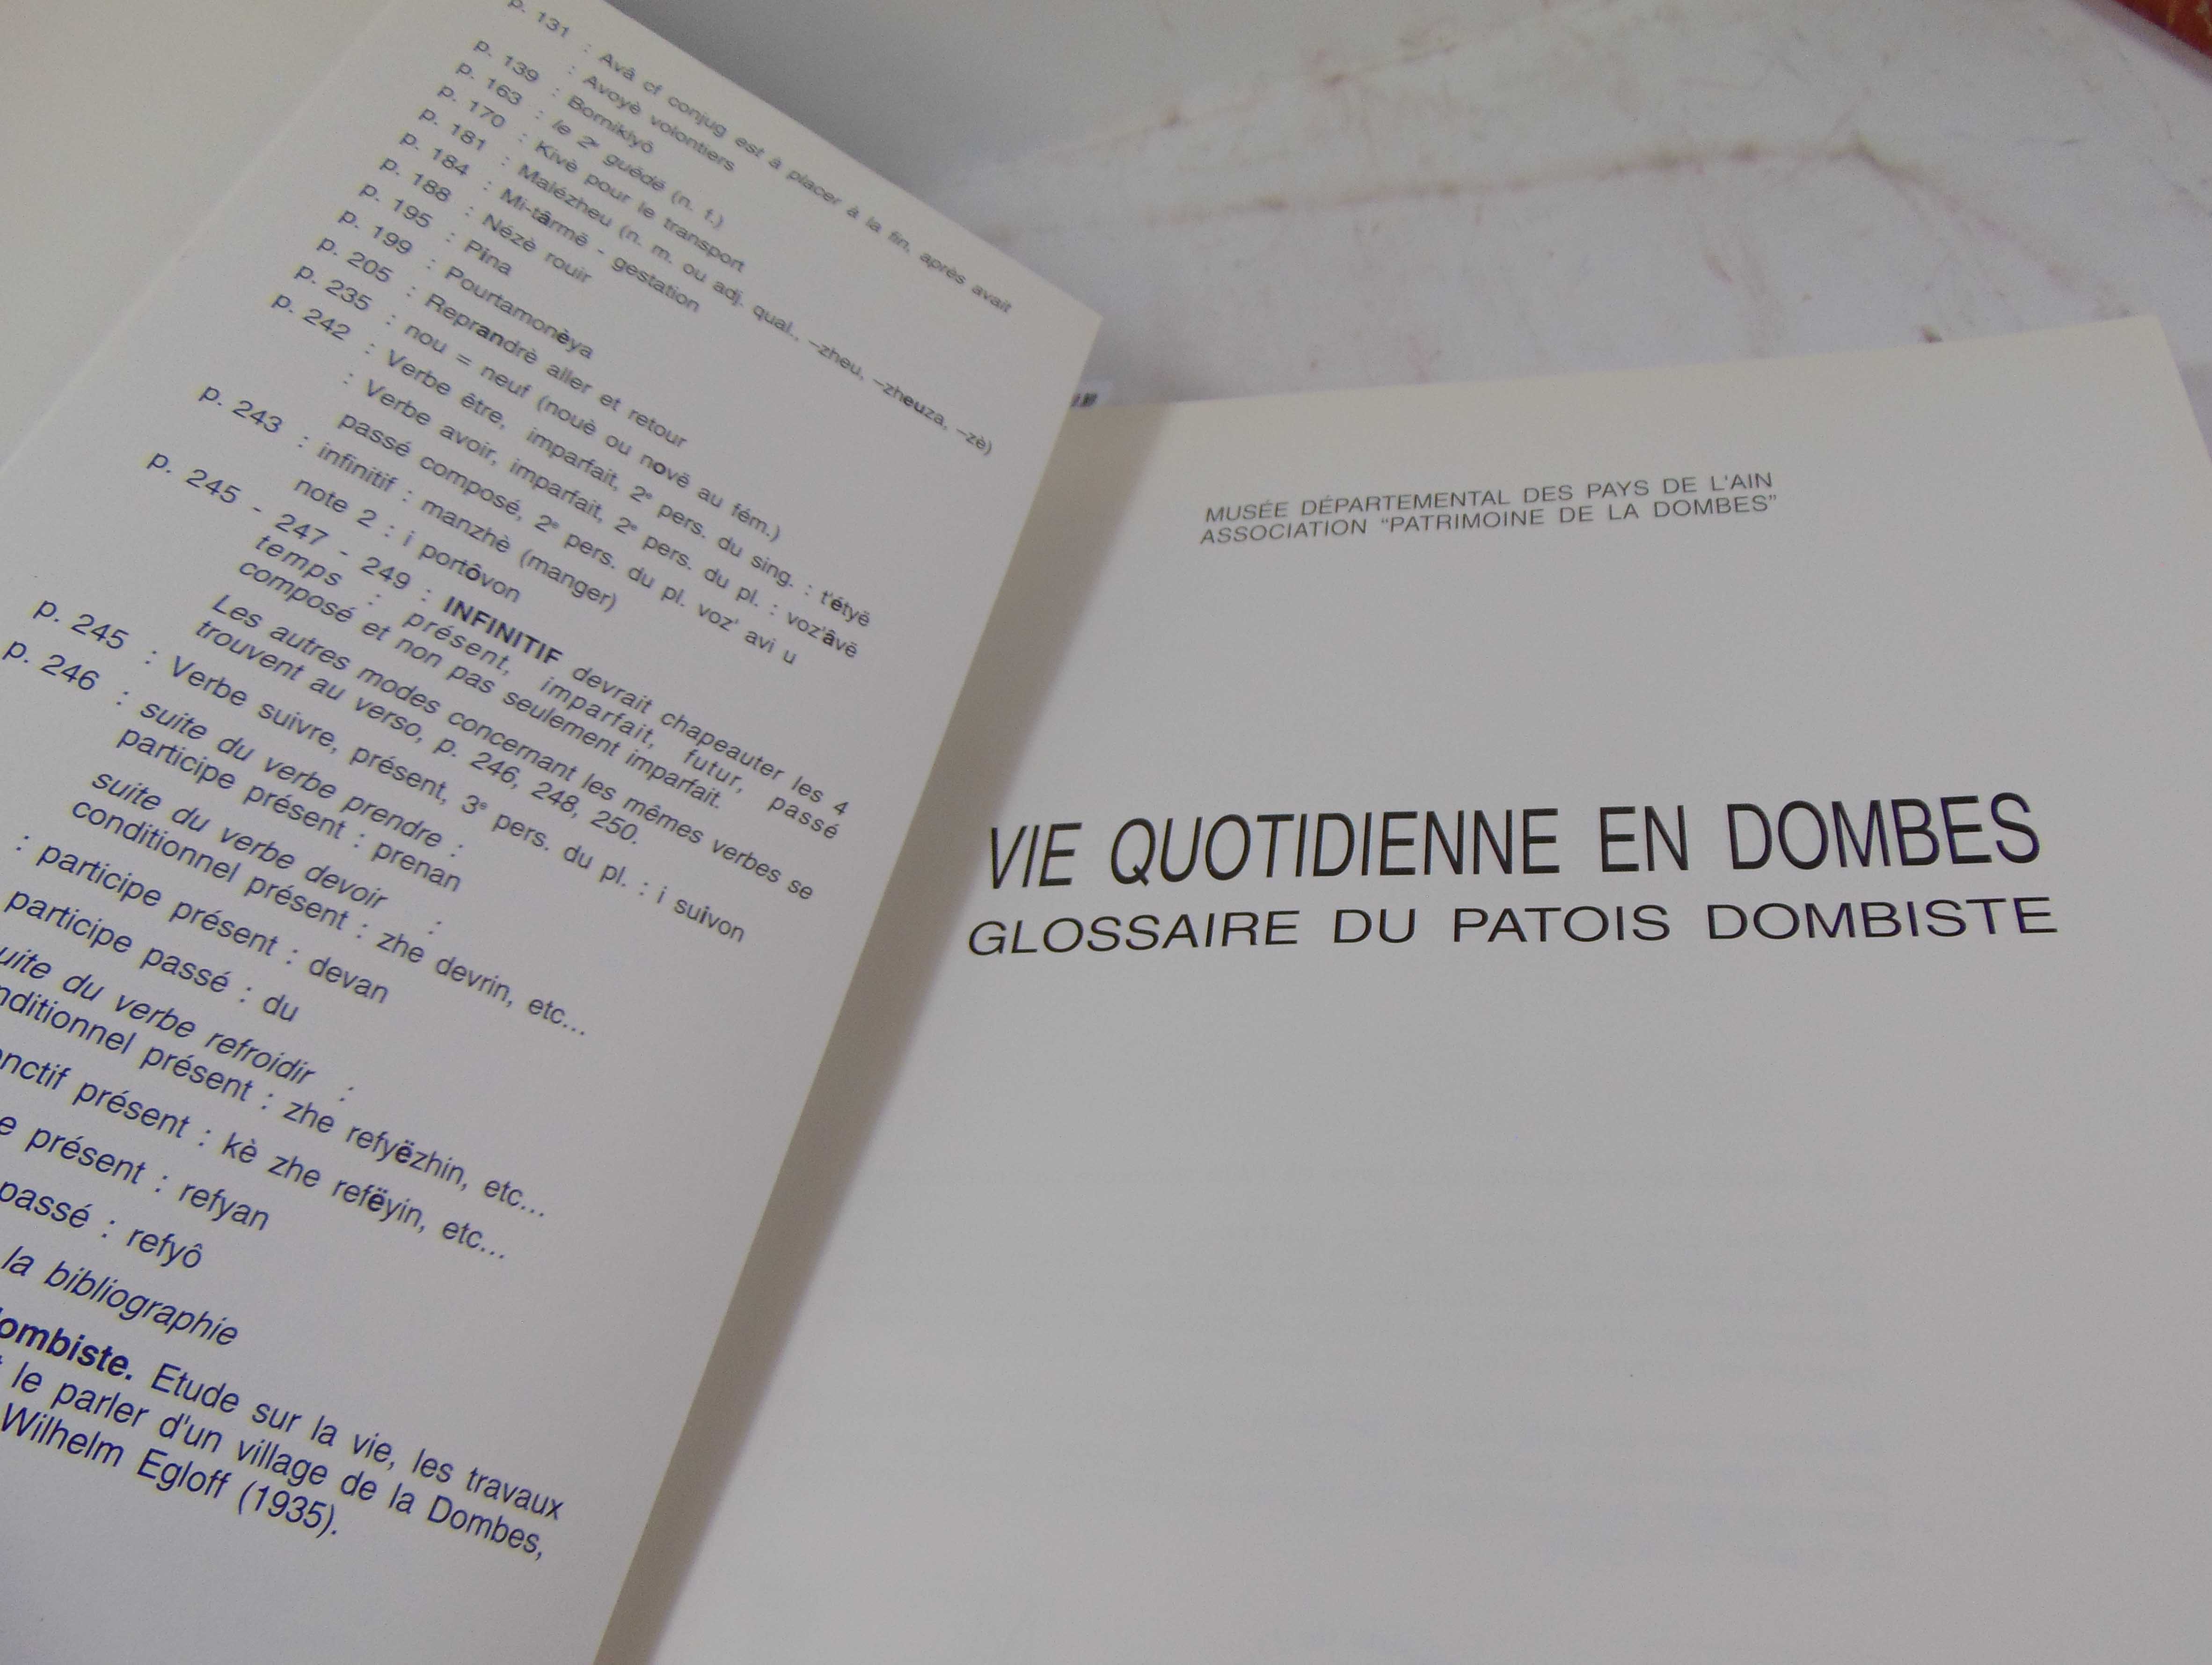 p. 131 : Avâ cf conjug est à placer à la fin, après avait
: Avoyè volontiers
p. 139 : Borniklyô
p. 163 : le 2e guédë (n. f.)
p. 170 : Kivè pour le transport
p. 181 : Malézheu (n. m. ou adj. qual., –zheu, –zheuza, –zè)
p. 184 : Mi-târmë - gestation
p. 188 : Nézè rouir
p. 195 : Pina
p. 199 : Pourtamonèya
p. 205 : Reprandrè aller et retour
p. 235 : nou = neuf (nouè ou novë au fém.)
p. 242 : Verbe être, imparfait, 2e pers. du sing. : t'étyë
: Verbe avoir, imparfait, 2e pers. du pl. : voz'âvë
passé composé, 2e pers. du pl. voz' avi u
p. 243 : infinitif : manzhè (manger)
note 2 : i portôvon
p. 245 - 247 - 249 : INFINITIF devrait chapeauter les 4
temps : présent, imparfait, futur, passé
composé et non pas seulement imparfait.
Les autres modes concernant les mêmes verbes se
trouvent au verso, p. 246, 248, 250.
p. 245 : Verbe suivre, présent, 3e pers. du pl. : i suivon
p. 246 : suite du verbe prendre :
participe présent : prenan
suite du verbe devoir :
conditionnel présent : zhe devrin, etc...
: participe présent : devan
participe passé : du
uite du verbe refroidir :
nditionnel présent : zhe refyëzhin, etc...
nctif présent : kè zhe refëyin, etc...
e présent : refyan
passé : refyô
la bibliographie
ombiste. Etude sur la vie, les travaux
le parler d'un village de la Dombes,
Wilhelm Egloff (1935).
MUSÉE DÉPARTEMENTAL DES PAYS DE L'AIN
ASSOCIATION "PATRIMOINE DE LA DOMBES"
VIE QUOTIDIENNE EN DOMBES
GLOSSAIRE DU PATOIS DOMBISTE